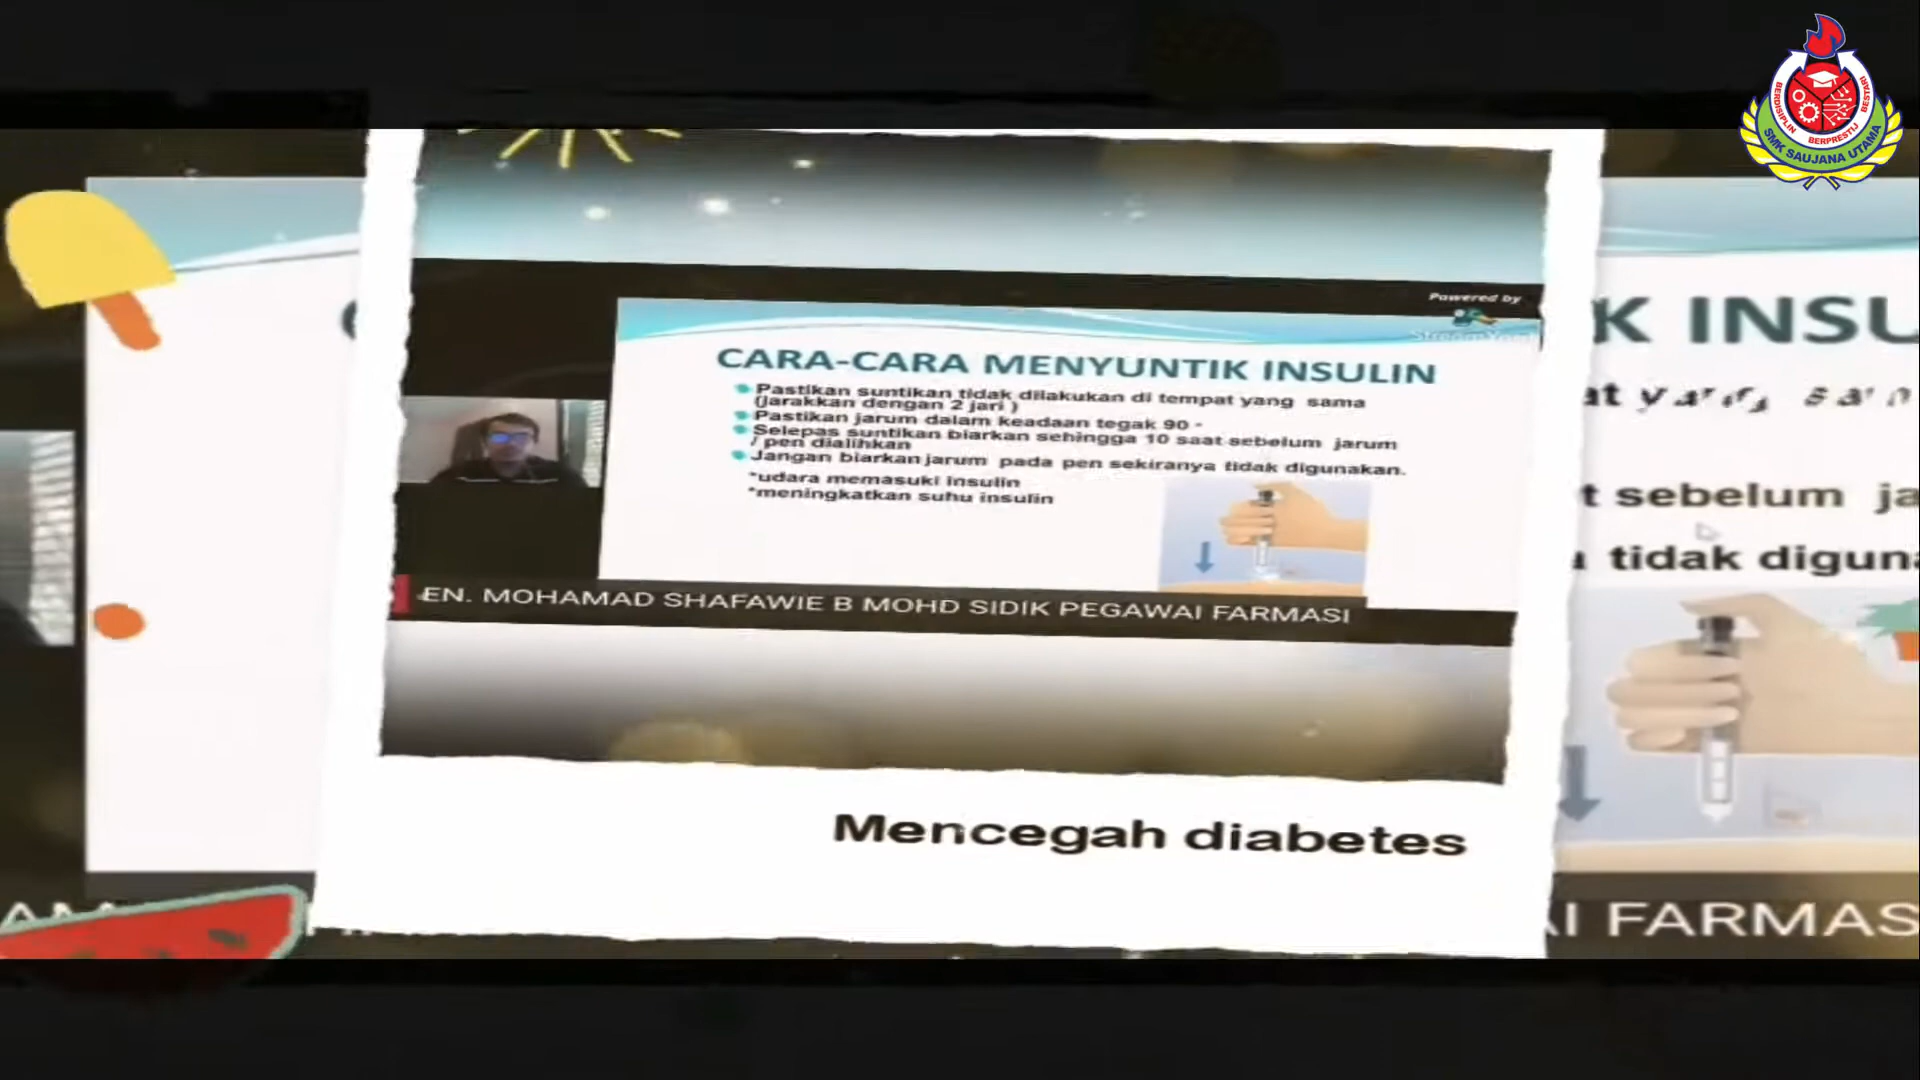 BERDISIPLIN
BERPRESTIJ
BESTARI
SMK SAUJANA UTAMA
Powered by
StreamYard
CARA-CARA MENYUNTIK INSULIN
Pastikan suntikan tidak dilakukan di tempat yang sama
(Jarakkan dengan 2 jari )
Pastikan jarum dalam keadaan tegak 90 -
Selepas suntikan biarkan sehingga 10 saat sebelum jarum
/ pen dialihkan
Jangan biarkan jarum pada pen sekiranya tidak digunakan.
*udara memasuki insulin
*meningkatkan suhu insulin
EN. MOHAMAD SHAFAWIE B MOHD SIDIK PEGAWAI FARMASI
Mencegah diabetes
K INSU
at yang sa
t sebelum ja
tidak diguna
AI FARMAS